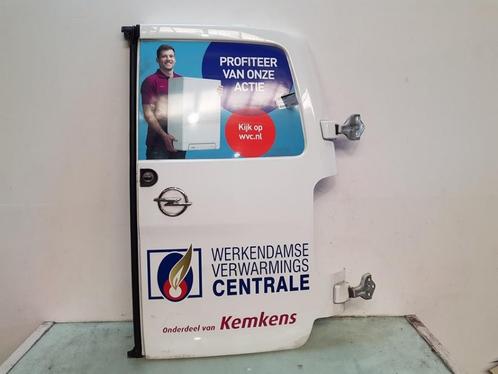 PROFITEER
VAN ONZE
ACTIE
Kijk op
wvc.nl
WERKENDAMSE
VERWARMINGS
CENTRALE
Onderdeel van Kemkens